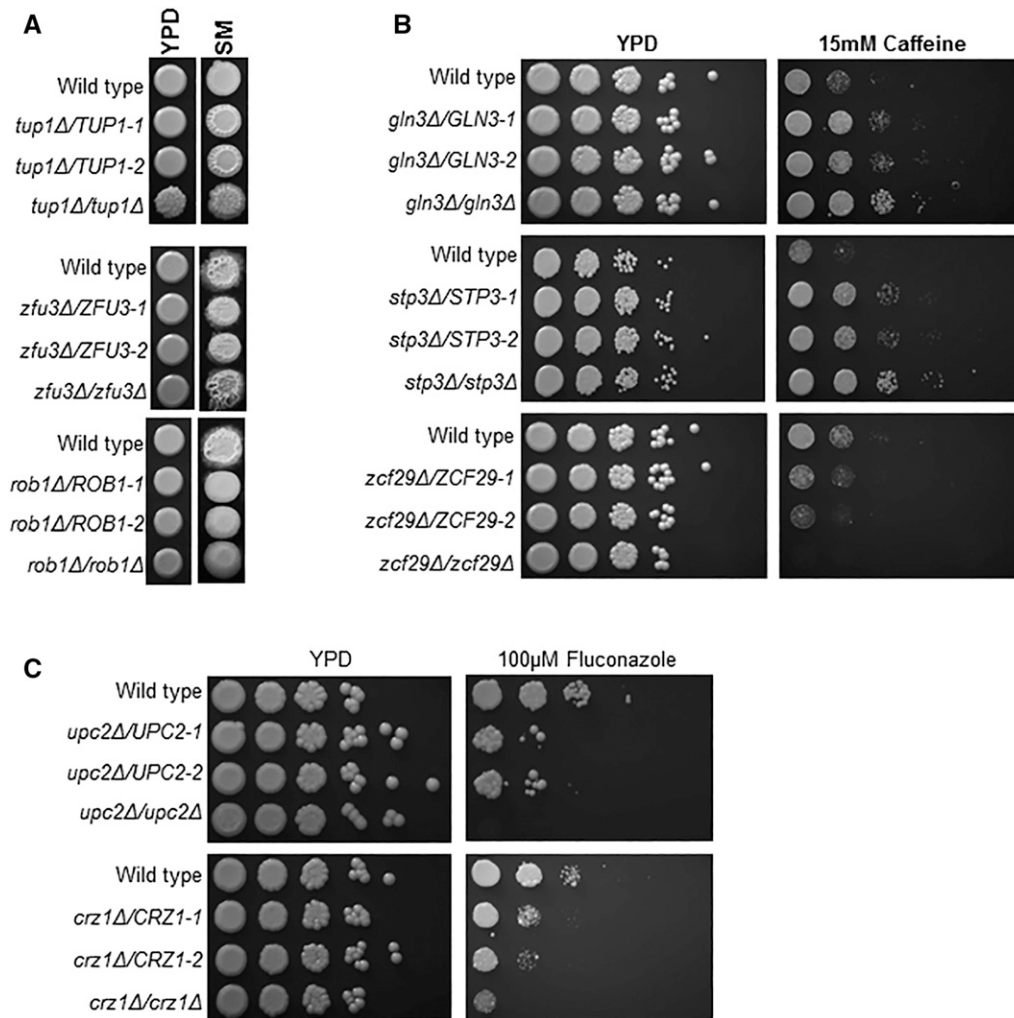 A
YPD
SM
Wild type
tup1Δ/TUP1-1
tup1Δ/TUP1-2
tup1Δ/tup1Δ
Wild type
zfu3Δ/ZFU3-1
zfu3Δ/ZFU3-2
zfu3Δ/zfu3Δ
Wild type
rob1Δ/ROB1-1
rob1Δ/ROB1-2
rob1Δ/rob1Δ
B
YPD
15mM Caffeine
Wild type
gln3Δ/GLN3-1
gln3Δ/GLN3-2
gln3Δ/gln3Δ
Wild type
stp3Δ/STP3-1
stp3Δ/STP3-2
stp3Δ/stp3Δ
Wild type
zcf29Δ/ZCF29-1
zcf29Δ/ZCF29-2
zcf29Δ/zcf29Δ
C
YPD
100µM Fluconazole
Wild type
upc2Δ/UPC2-1
upc2Δ/UPC2-2
upc2Δ/upc2Δ
Wild type
crz1Δ/CRZ1-1
crz1Δ/CRZ1-2
crz1Δ/crz1Δ